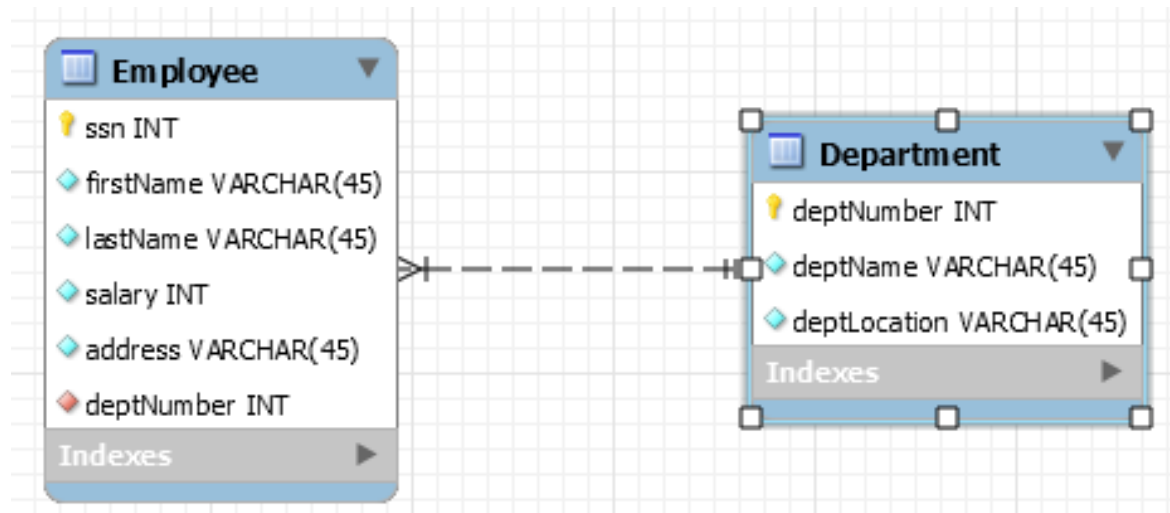 Employee
ssn INT
firstName VARCHAR(45)
lastName VARCHAR(45)
salary INT
address VARCHAR(45)
deptNumber INT
Indexes
Department
deptNumber INT
deptName VARCHAR(45)
deptLocation VARCHAR(45)
Indexes